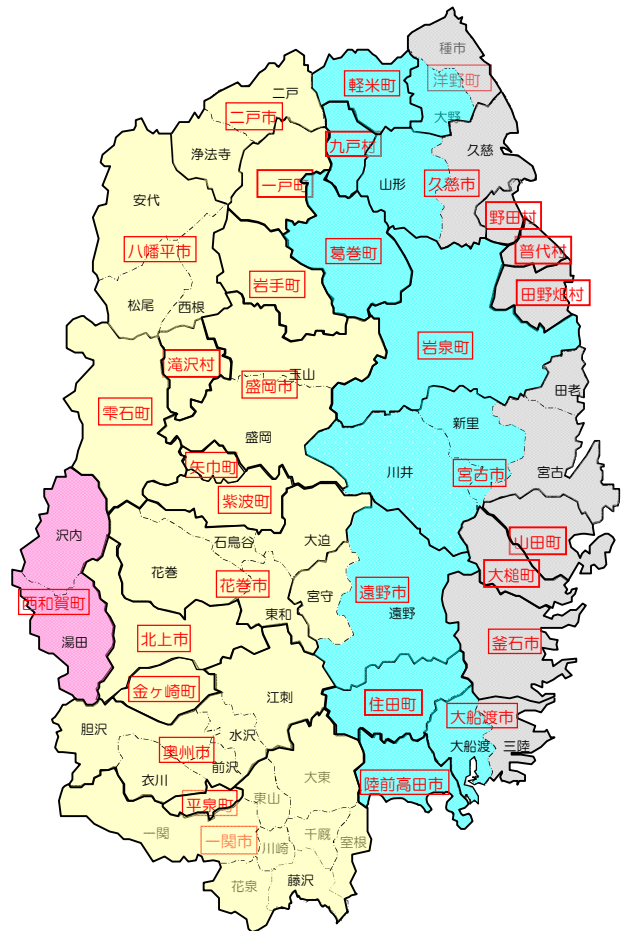 種市
軽米町
洋野町
二戸
二戸市
大野
浄法寺
九戸村
久慈
一戸町
山形
久慈市
安代
野田村
八幡平市
葛巻町
普代村
岩手町
田野畑村
松尾
西根
岩泉町
滝沢村
玉山
盛岡市
田老
雫石町
新里
盛岡
矢巾町
川井
宮古市
宮古
紫波町
沢内
石鳥谷
大迫
山田町
花巻
大槌町
花巻市
宮守
遠野市
西和賀町
東和
遠野
湯田
北上市
釜石市
金ヶ崎町
江刺
住田町
胆沢
水沢
大船渡市
奥州市
前沢
大船渡
三陸
衣川
大東
陸前高田市
平泉町
東山
一関
一関市
川崎
千厩
室根
花泉
藤沢